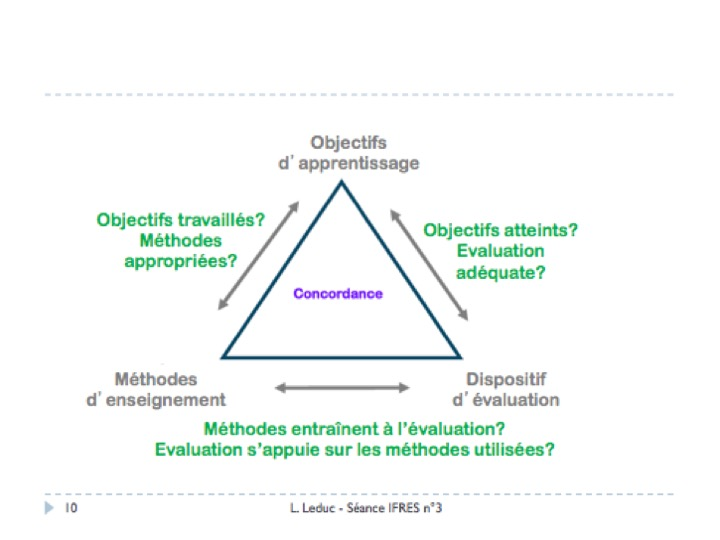 Objectifs
d’ apprentissage
Objectifs travaillés?
Méthodes
appropriées?
Objectifs atteints?
Evaluation
adéquate?
Concordance
Méthodes
d’ enseignement
Dispositif
d’ évaluation
Méthodes entraînent à l’évaluation?
Evaluation s’appuie sur les méthodes utilisées?
10
L. Leduc - Séance IFRES n°3